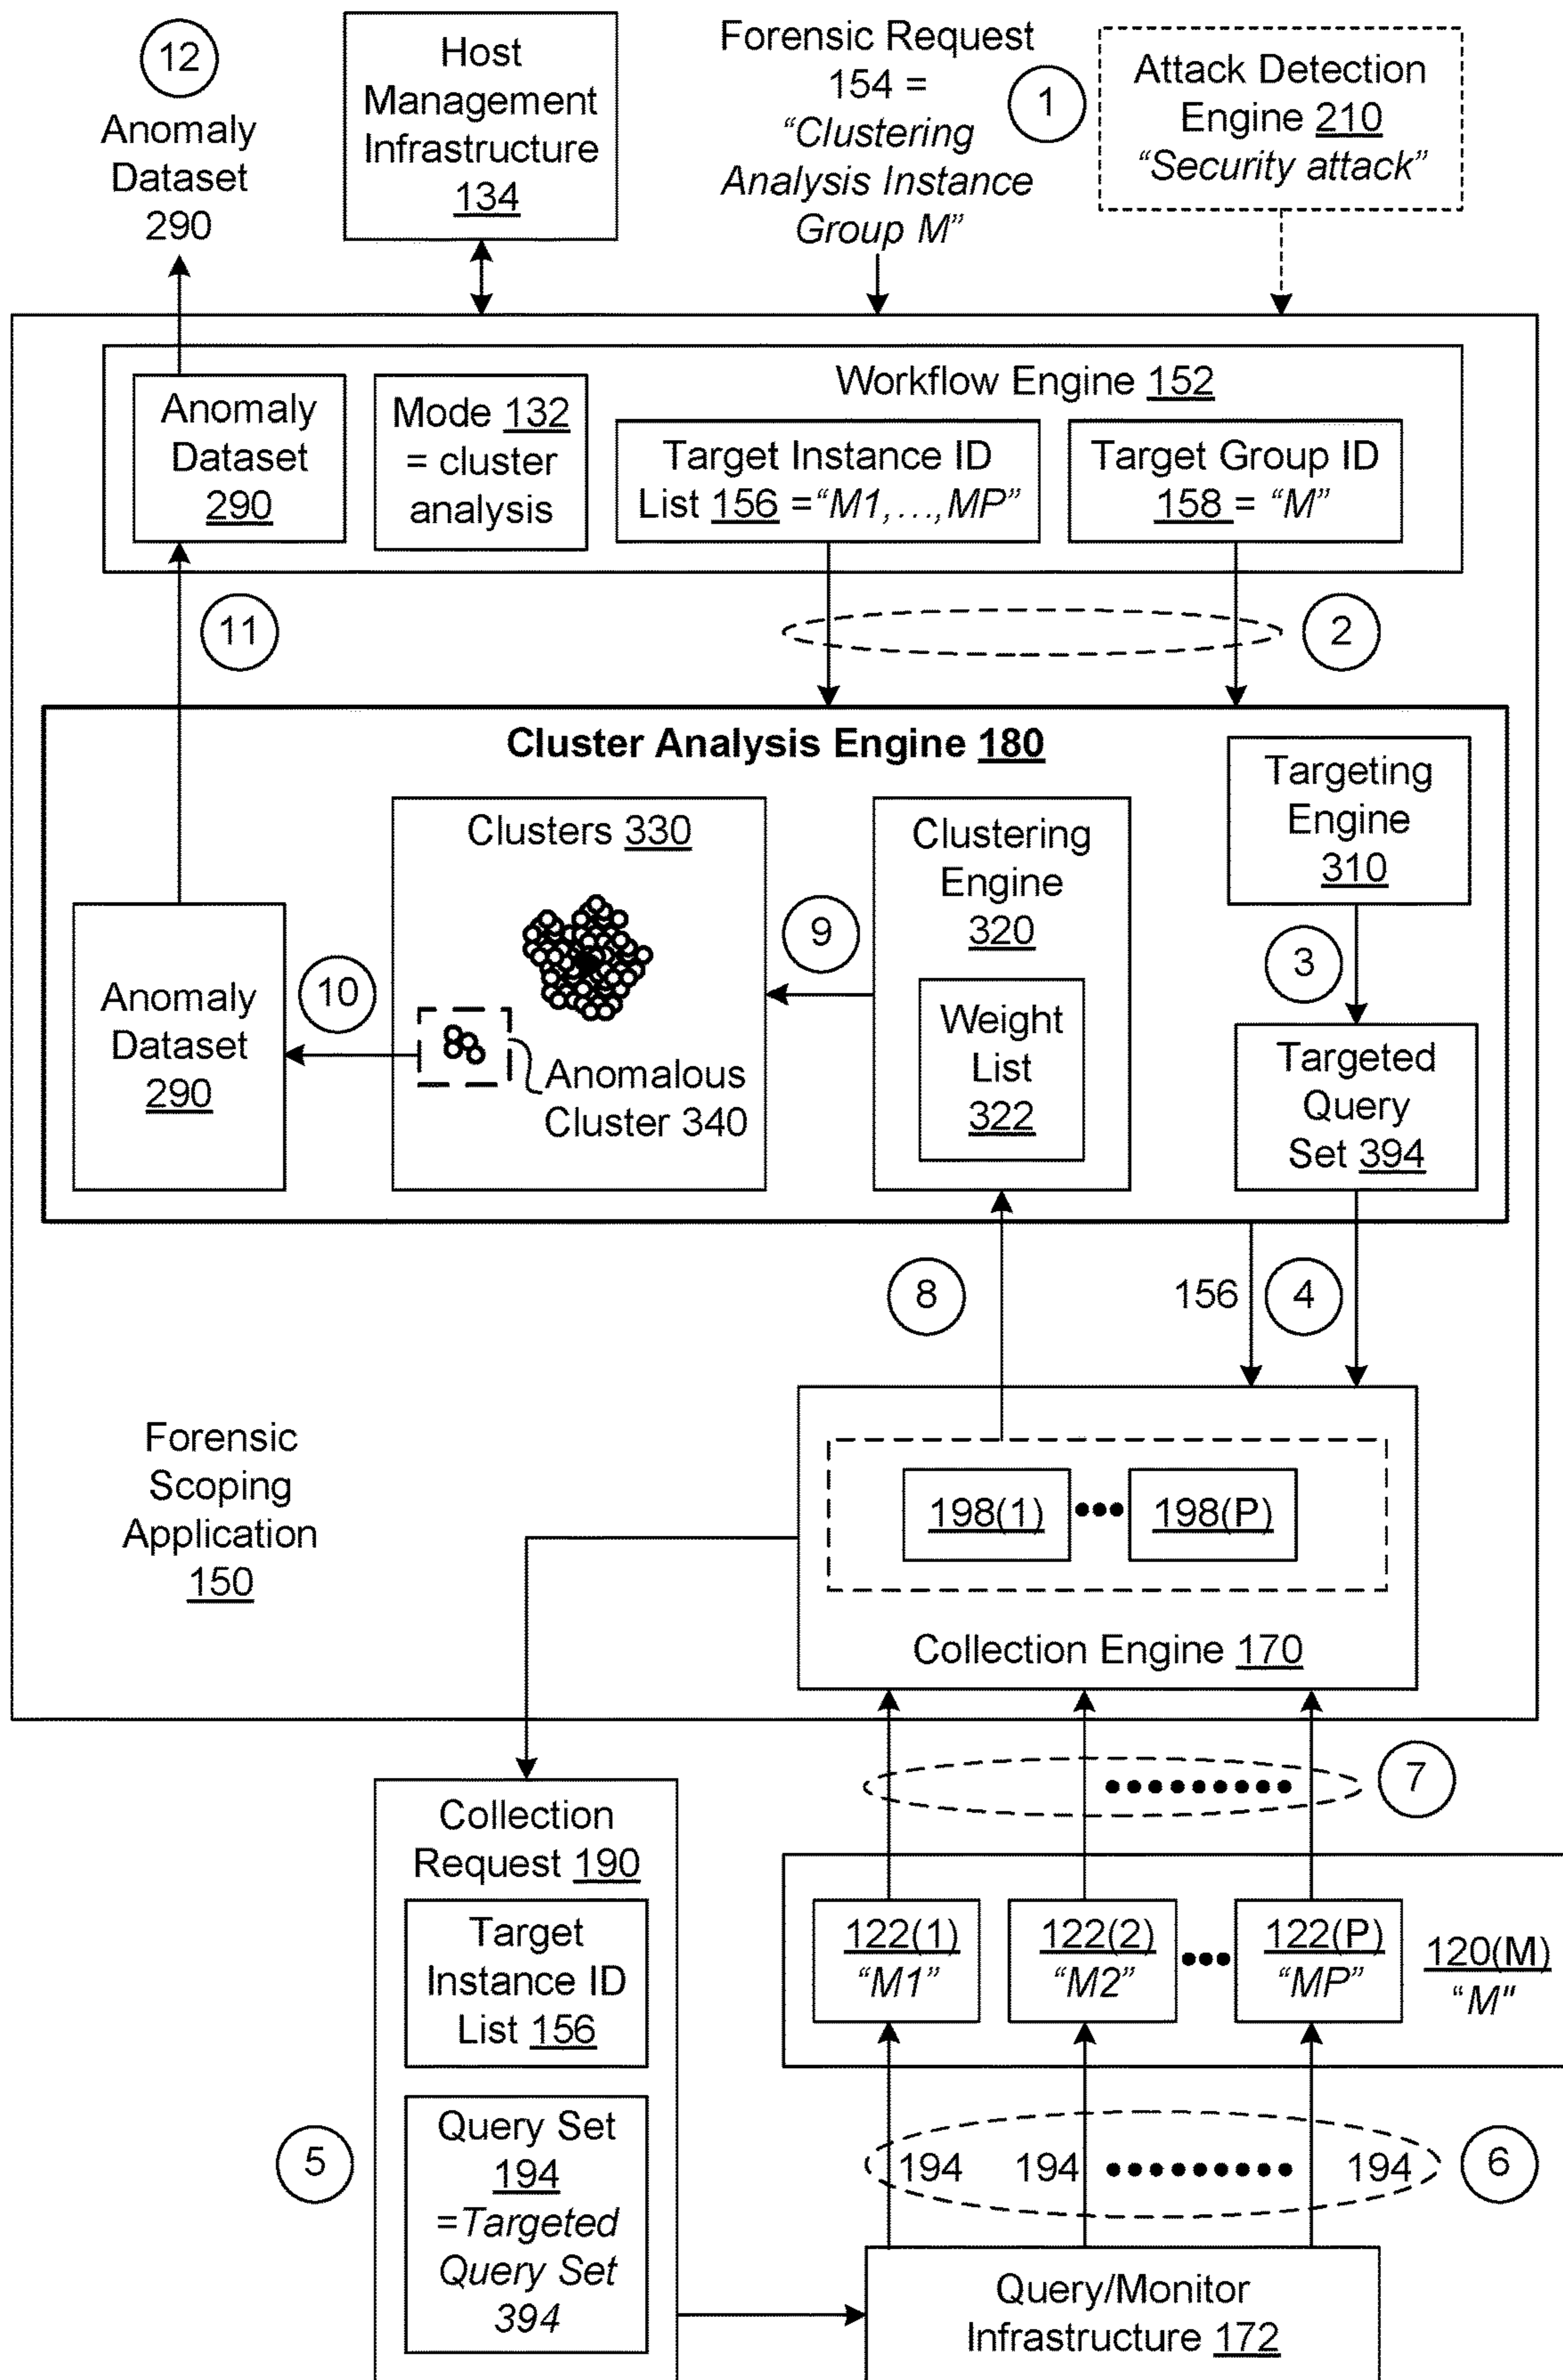 12
Anomaly
Dataset
290
Host
Management
Infrastructure
134
Forensic Request
154 =
“Clustering
Analysis Instance
Group M”
1
Attack Detection
Engine 210
“Security attack”
Workflow Engine 152
Anomaly
Dataset
290
Mode 132
= cluster
analysis
Target Instance ID
List 156 =“M1,...,MP”
Target Group ID
158 = “M”
11
2
Cluster Analysis Engine 180
Targeting
Engine
310
Clusters 330
Clustering
Engine
320
9
3
Anomaly
Dataset
290
10
Anomalous
Cluster 340
Weight
List
322
Targeted
Query
Set 394
8
156
4
Forensic
Scoping
Application
150
198(1)
198(P)
Collection Engine 170
7
Collection
Request 190
Target
Instance ID
List 156
122(1)
“M1”
122(2)
“M2”
122(P)
“MP”
120(M)
“M"
5
Query Set
194
=Targeted
Query Set
394
194
194
194
6
Query/Monitor
Infrastructure 172